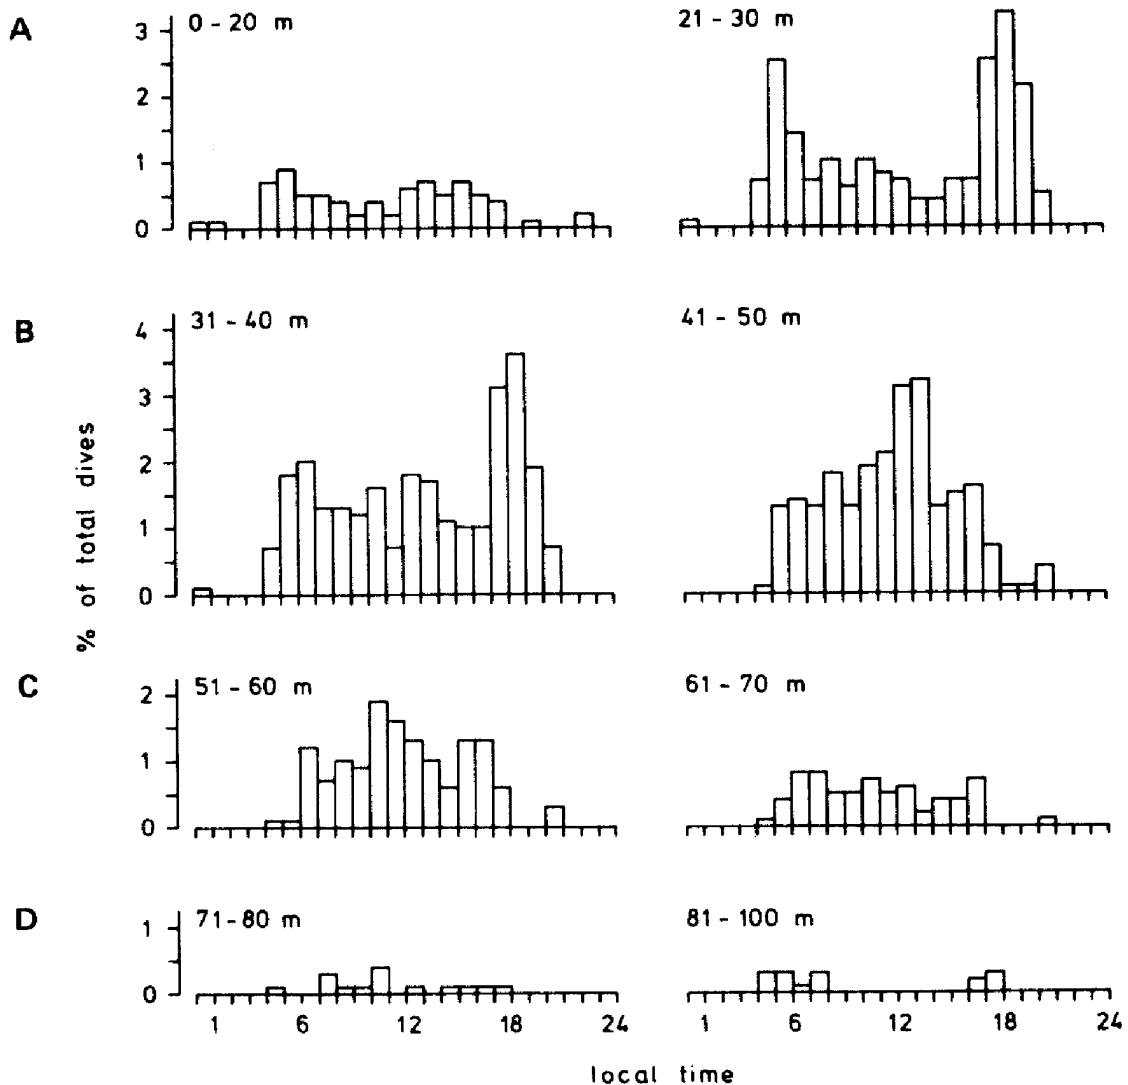 A
0 - 20 m
21 - 30 m
3
2
1
0
B
31 - 40 m
41 - 50 m
4
3
2
1
0
% of total dives
C
51 - 60 m
61 - 70 m
2
1
0
D
71 - 80 m
81 - 100 m
1
0
1 6 12 18 24
1 6 12 18 24
local time